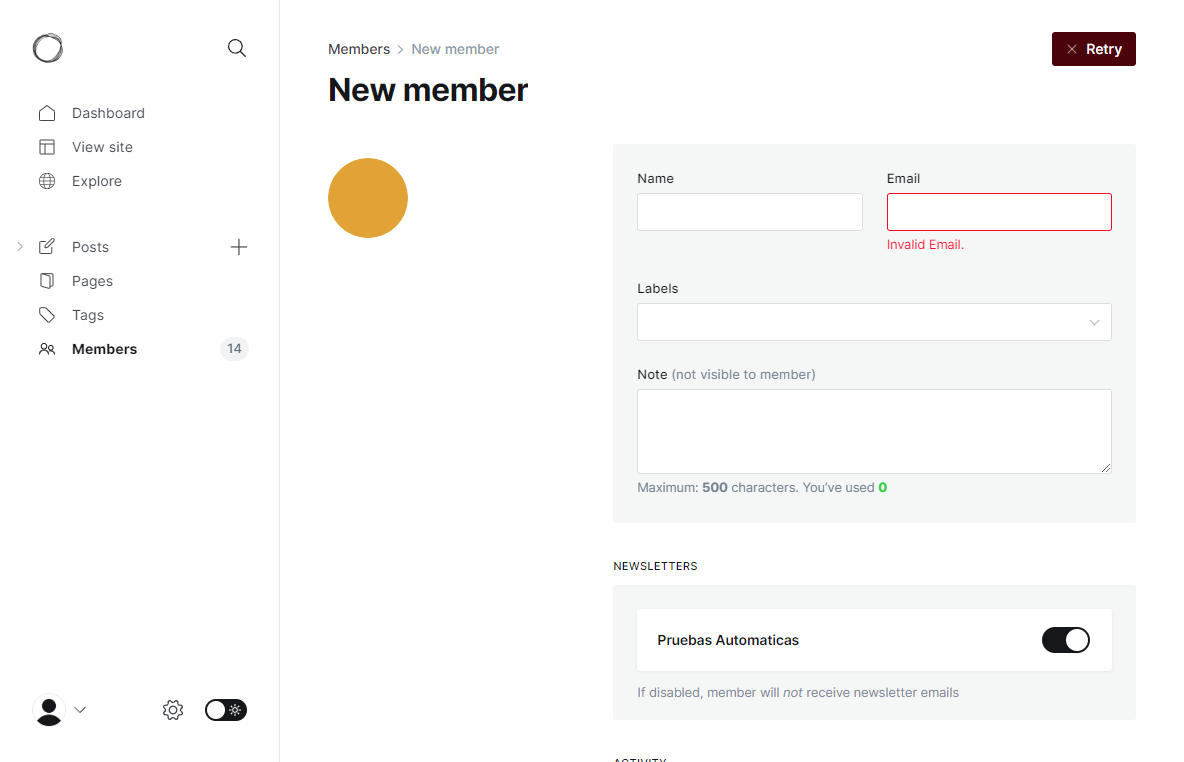 Dashboard
View site
Explore
Posts
Pages
Tags
Members
14
Members
New member
Retry
New member
Name
Email
Invalid Email.
Labels
Note (not visible to member)
Maximum: 500 characters. You've used 0
NEWSLETTERS
Pruebas Automaticas
If disabled, member will not receive newsletter emails
ACTIVITY